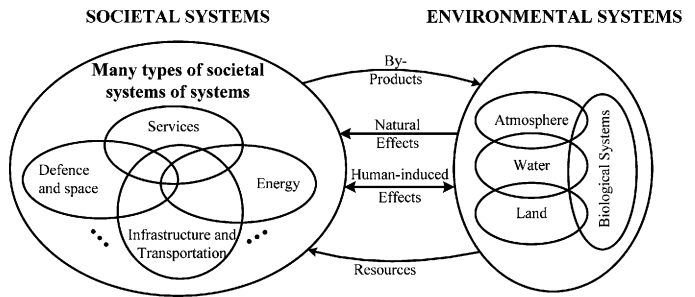 SOCIETAL SYSTEMS
ENVIRONMENTAL SYSTEMS
Many types of societal
systems of systems
Services
Defence
and space
Energy
Infrastructure and
Transportation
By-
Products
Natural
Effects
Human-induced
Effects
Resources
Atmosphere
Water
Land
Biological Systems